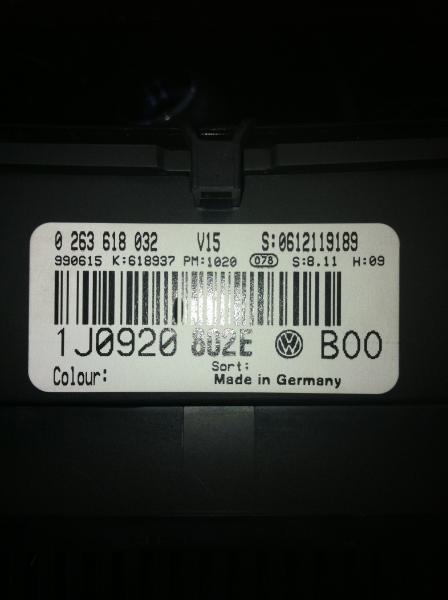 0 263 618 032 V15 S:0612119189
990615 K:618937 PM:1020 078 S:8.11 H:09
1J0920 802E VW B00
Sort:
Colour: Made in Germany